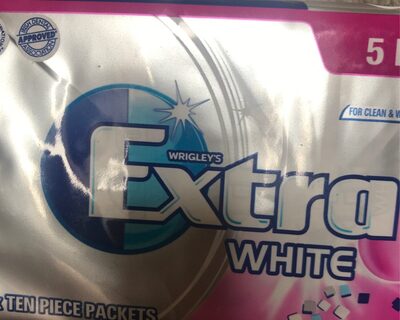 APPROVED
5
FOR CLEAN & W
WRIGLEY'S
Extra
WHITE
TEN PIECE PACKETS